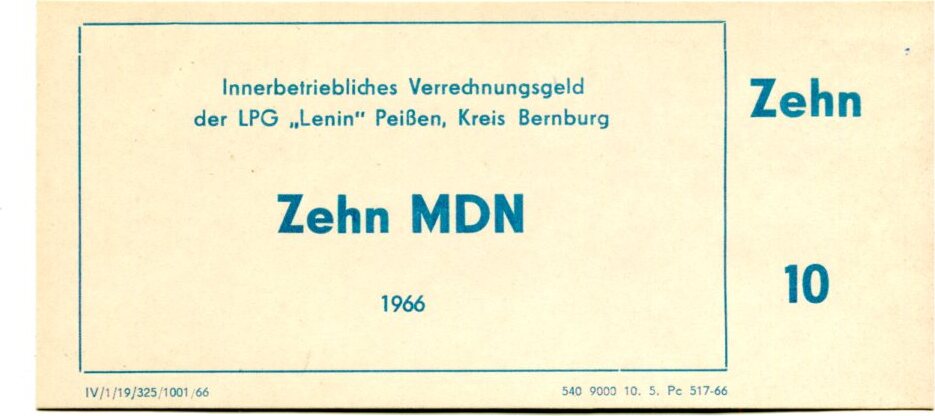 Innerbetriebliches Verrechnungsgeld
der LPG „Lenin" Peißen, Kreis Bernburg
Zehn MDN
1966
Zehn
10
IV/1/19/325/1001/66
540 9000 10. 5. Pc 517-66